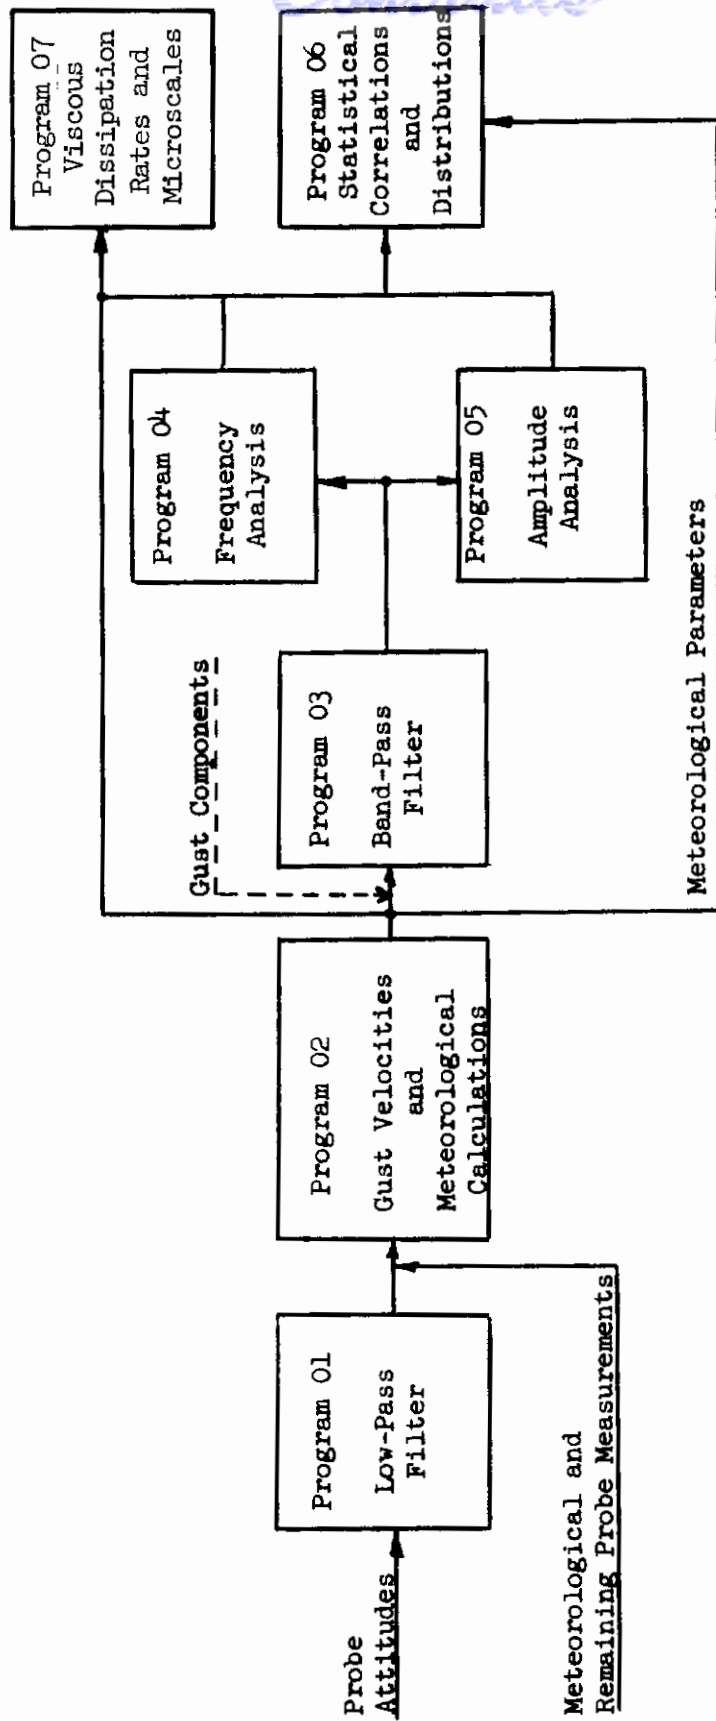 Probe
Attitudes
Meteorological and
Remaining Probe Measurements
Program 01
Low-Pass
Filter
Program 02
Gust Velocities
and
Meteorological
Calculations
Gust Components
Program 03
Band-Pass
Filter
Program 04
Frequency
Analysis
Program 05
Amplitude
Analysis
Meteorological Parameters
Program 07
Viscous
Dissipation
Rates and
Microscales
Program 06
Statistical
Correlations
and
Distributions